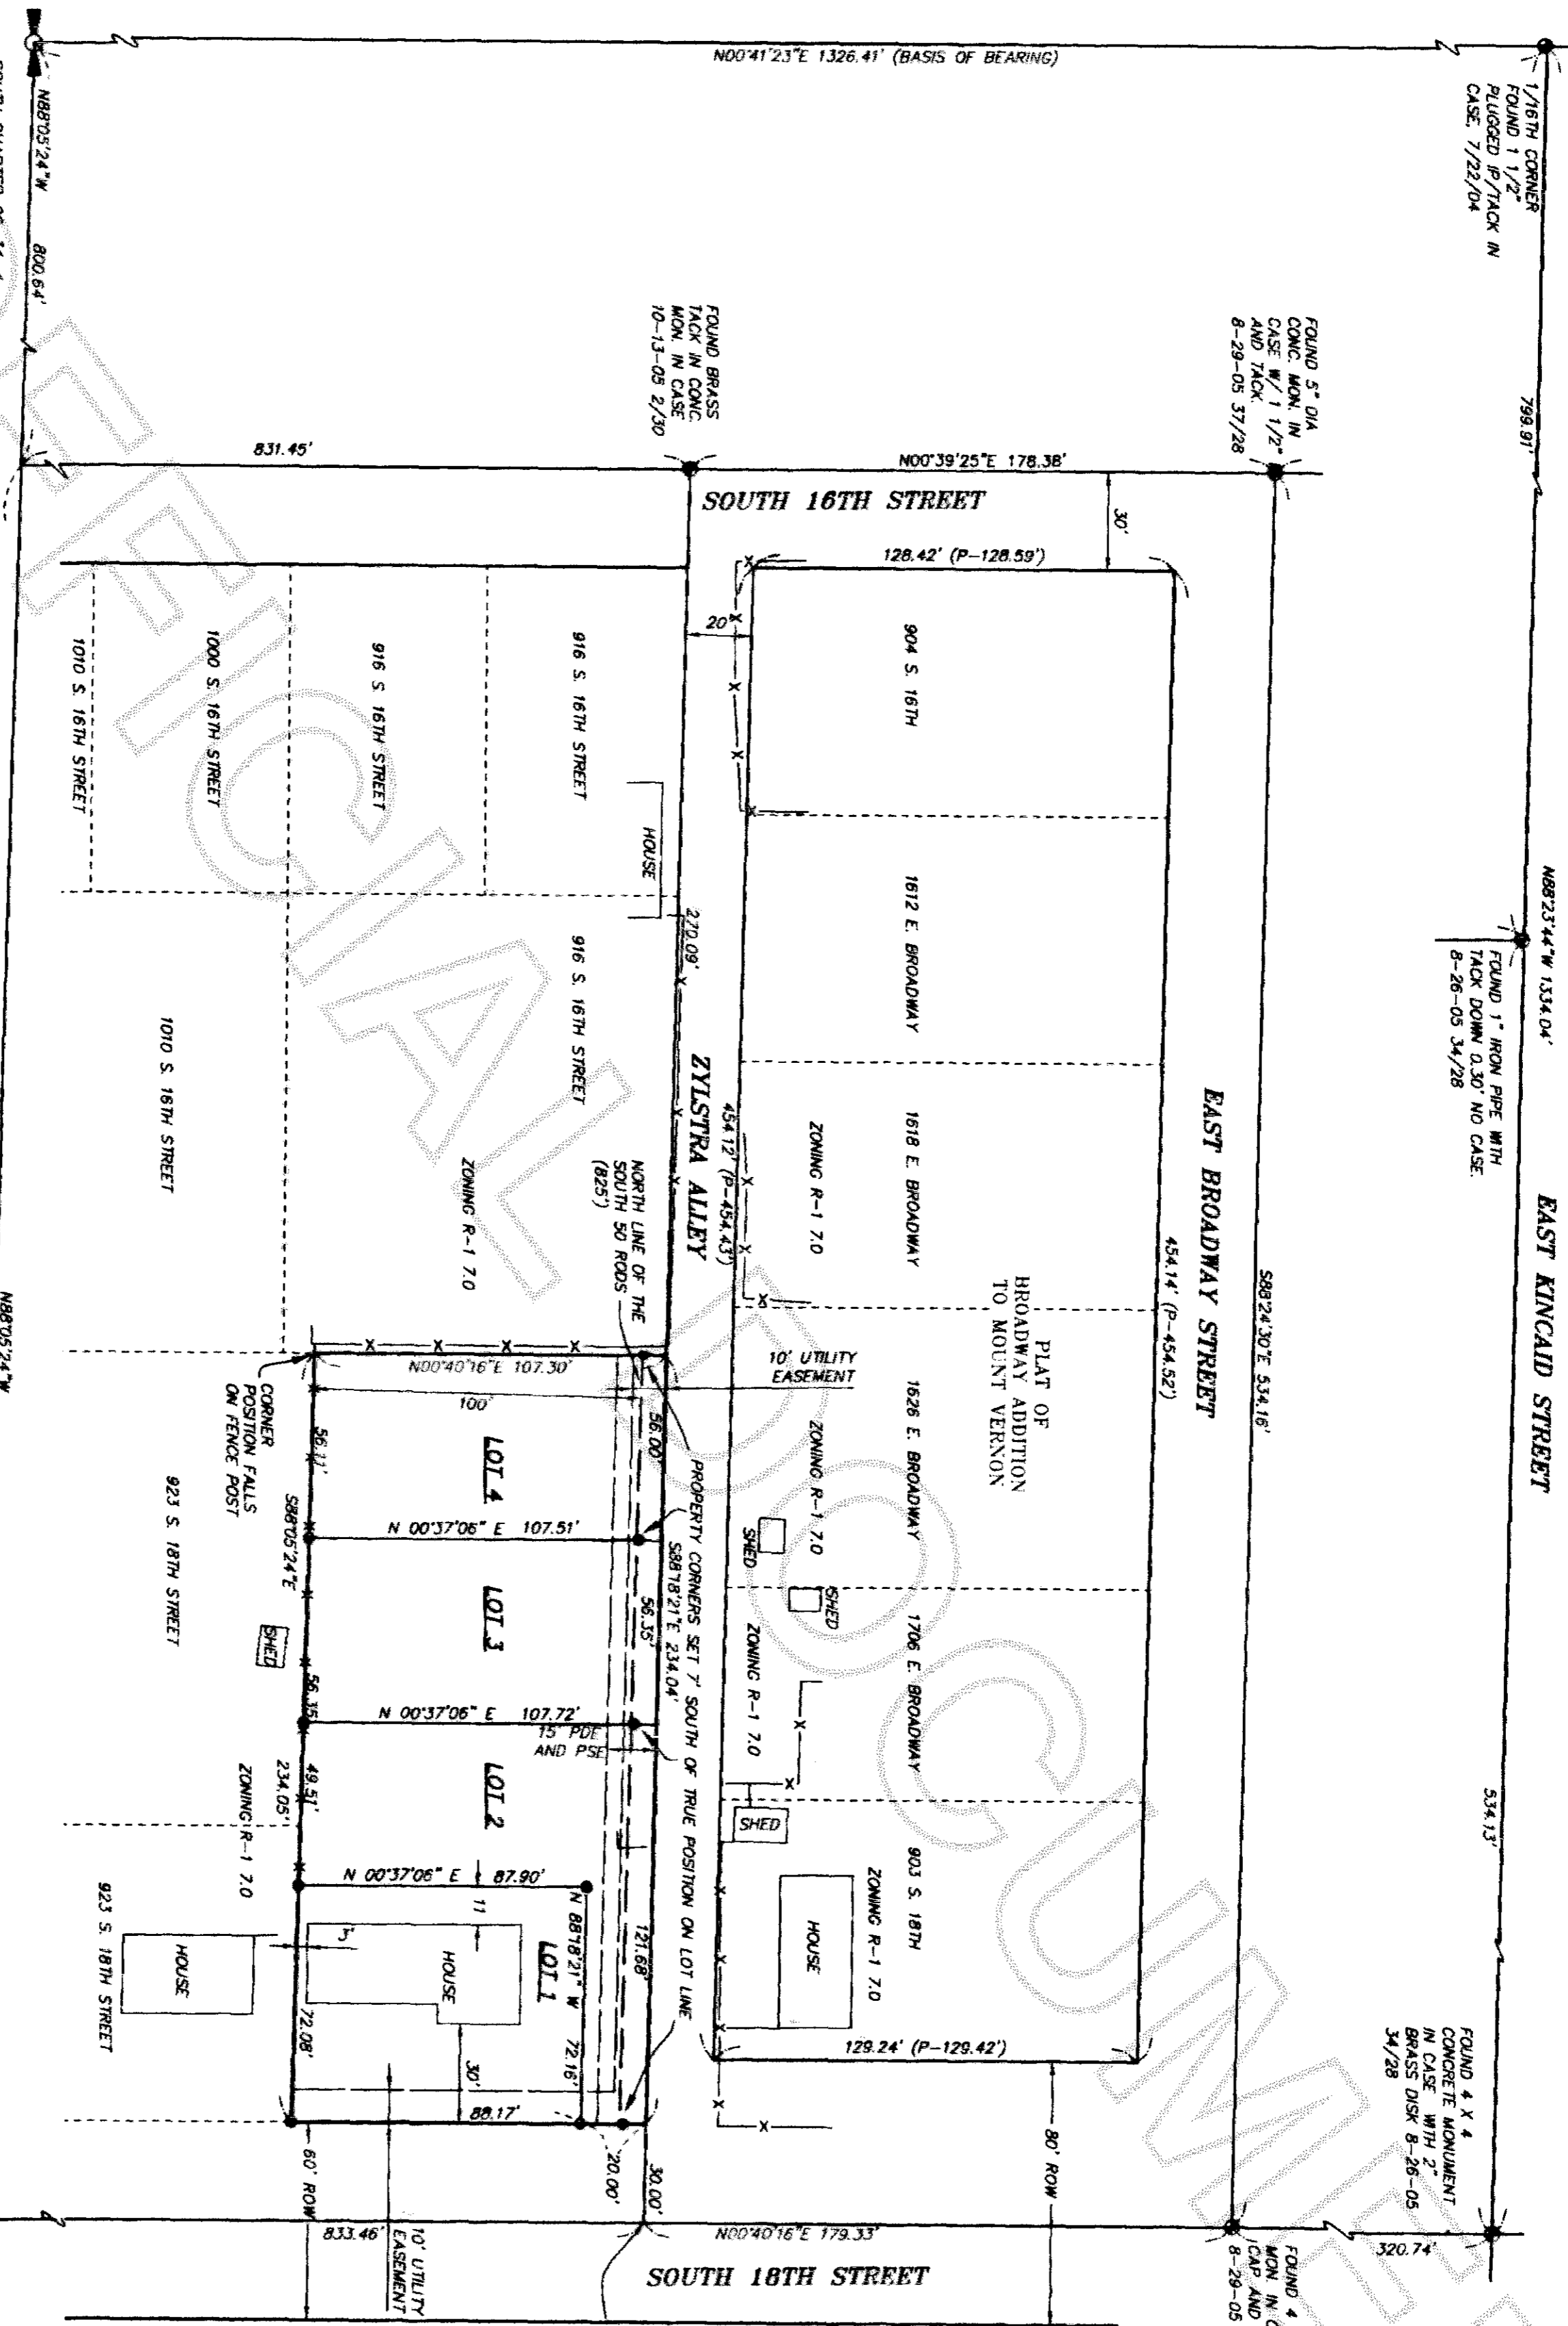 N00°41'23"E 1326.41' (BASIS OF BEARING)
1/16TH CORNER
FOUND 1 1/2"
PLUGGED IP/TACK IN
CASE, 7/22/04
799.91'
N88°23'44"W 1334.04'
FOUND 1" IRON PIPE WITH
TACK DOWN 0.30' NO CASE.
8-26-05 34/28
EAST KINCAID STREET
534.13'
FOUND 4 X 4
CONCRETE MONUMENT
IN CASE WITH 2"
BRASS DISK 8-26-05
34/28
320.74'
N88°05'24"W
800.64'
FOUND 5" DIA
CONC. MON. IN
CASE W/ 1 1/2"
AND TACK.
8-29-05 37/28
FOUND BRASS
TACK IN CONC.
MON. IN CASE
10-13-05 2/30
831.45'
N00°39'25"E 178.38'
SOUTH 16TH STREET
30'
128.42' (P-128.59')
20'
S88°24'30"E 534.16'
EAST BROADWAY STREET
454.14' (P-454.52')
FOUND 4
MON. IN
CAP AND
8-29-05
904 S. 16TH
1612 E. BROADWAY
1618 E. BROADWAY
ZONING R-1 7.0
PLAT OF
BROADWAY ADDITION
TO MOUNT VERNON
1626 E. BROADWAY
ZONING R-1 7.0
SHED
SHED
1706 E. BROADWAY
ZONING R-1 7.0
SHED
903 S. 18TH
ZONING R-1 7.0
HOUSE
129.24' (P-129.42')
80' ROW
454.12' (P-454.43')
ZYLSTRA ALLEY
270.09'
916 S. 16TH STREET
HOUSE
916 S. 16TH STREET
1000 S. 16TH STREET
1010 S. 16TH STREET
916 S. 16TH STREET
1010 S. 16TH STREET
ZONING R-1 7.0
NORTH LINE OF THE
SOUTH 50 RODS
(825')
10' UTILITY
EASEMENT
N00°40'16"E 107.30'
100'
56.00'
PROPERTY CORNERS SET 7' SOUTH OF TRUE POSITION ON LOT LINE
S88°18'21"E 234.04'
LOT 4
56.11'
CORNER
POSITION FALLS
ON FENCE POST
N 00°37'06" E 107.51'
56.35'
LOT 3
S88°05'24"E
SHED
56.35'
N 00°37'06" E 107.72'
15' PDE
AND PSE
LOT 2
49.51'
234.05'
121.68'
N 00°37'06" E 87.90'
11
N 88°18'21" W 72.16'
LOT 1
HOUSE
3'
30'
72.08'
88.17'
20.00'
30.00'
60' ROW
923 S. 18TH STREET
ZONING R-1 7.0
923 S. 18TH STREET
HOUSE
10' UTILITY
EASEMENT
833.46'
N00°40'16"E 179.33'
SOUTH 18TH STREET
N88°05'24"W